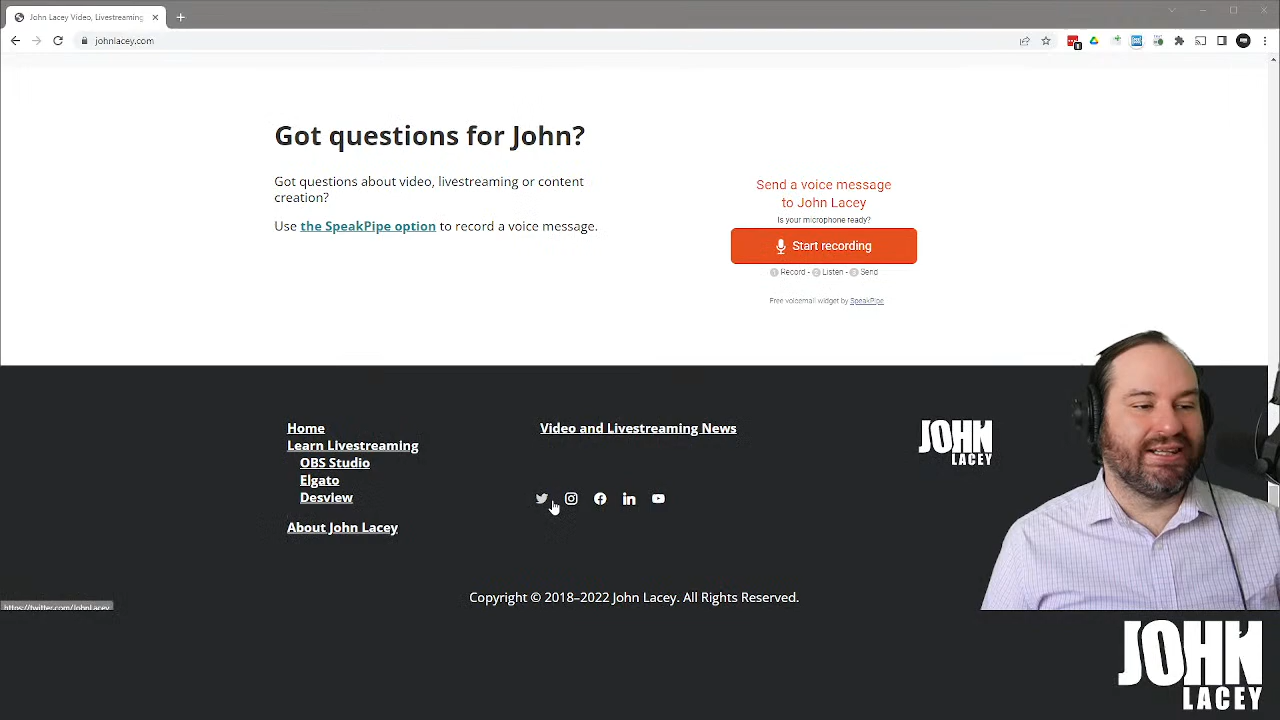 John Lacey Video, Livestreaming
johnlacey.com
Got questions for John?
Got questions about video, livestreaming or content
creation?
Use the SpeakPipe option to record a voice message.
Send a voice message
to John Lacey
Is your microphone ready?
Start recording
1 Record - 2 Listen - 3 Send
Free voicemail widget by SpeakPipe
Home
Learn Livestreaming
OBS Studio
Elgato
Desview
About John Lacey
Video and Livestreaming News
JOHN
LACEY
https://twitter.com/JohnLacey
Copyright © 2018–2022 John Lacey. All Rights Reserved.
JOHN
LACEY